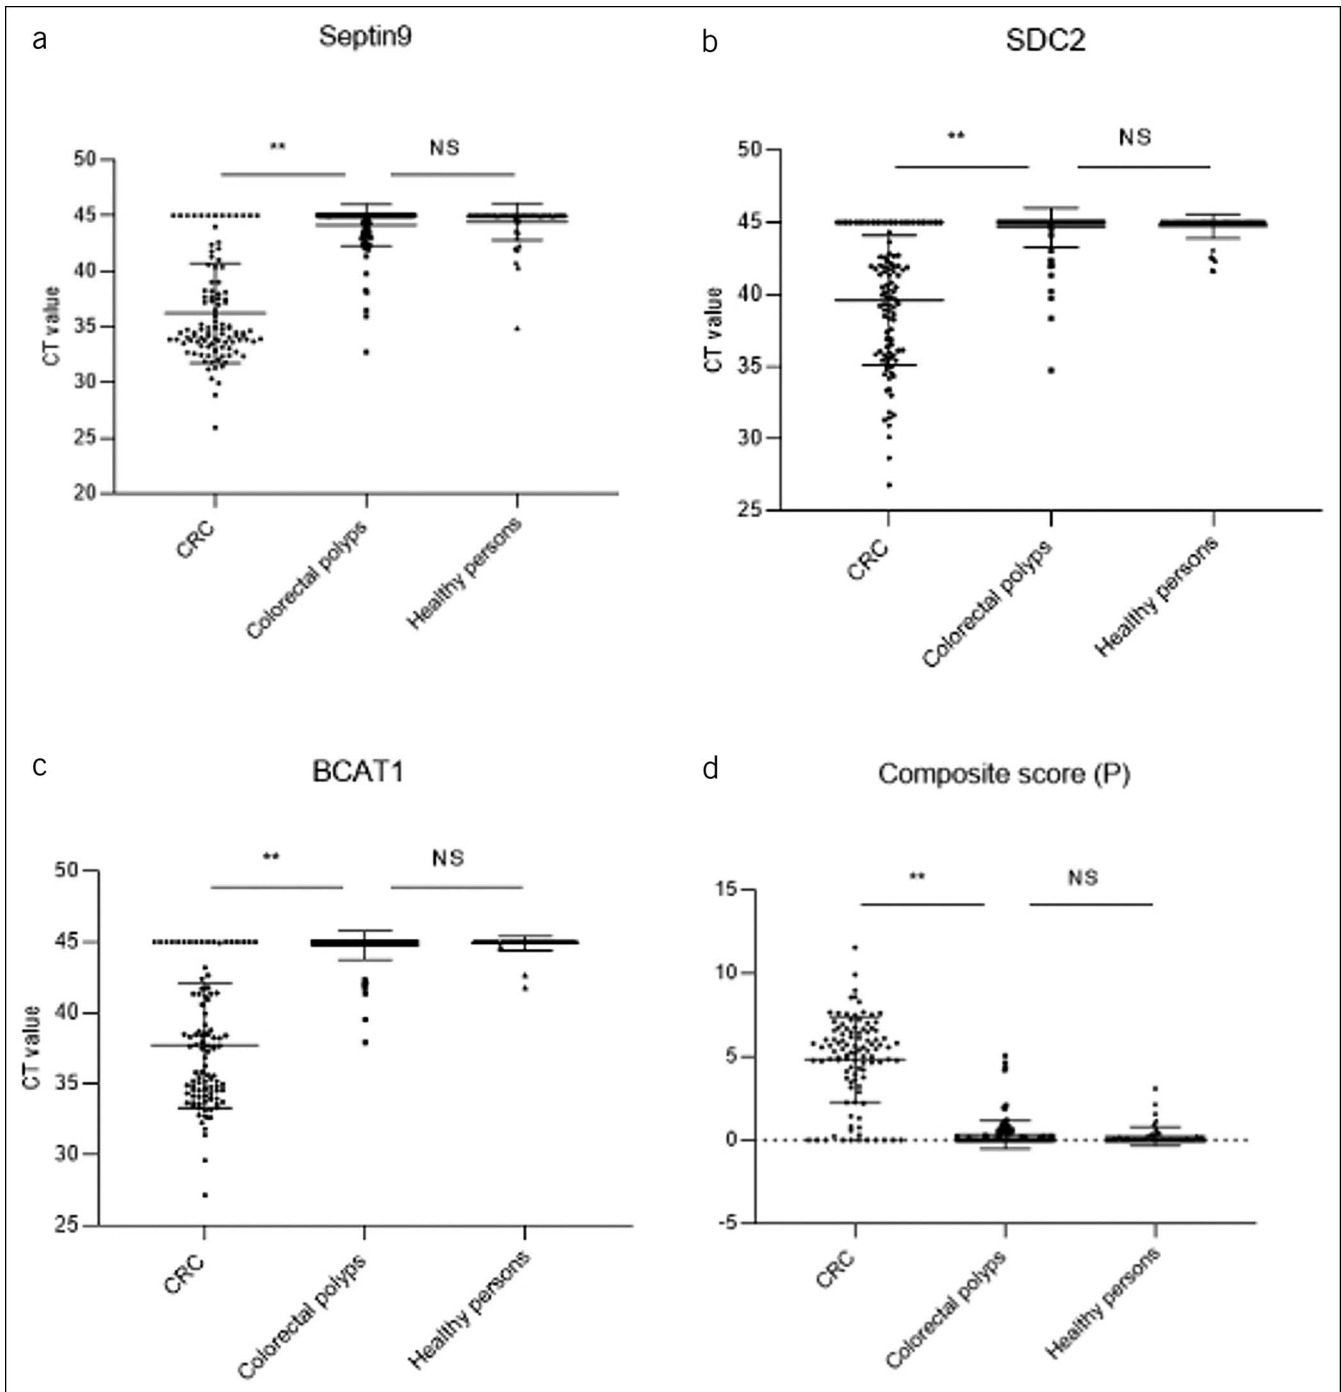 a
Septin9
** NS
50
45
40
35
30
25
20
CT value
CRC
Colorectal polyps
Healthy persons
b
SDC2
** NS
50
45
40
35
30
25
CT value
CRC
Colorectal polyps
Healthy persons
c
BCAT1
** NS
50
45
40
35
30
25
CT value
CRC
Colorectal polyps
Healthy persons
d
Composite score (P)
** NS
15
10
5
0
-5
CRC
Colorectal polyps
Healthy persons